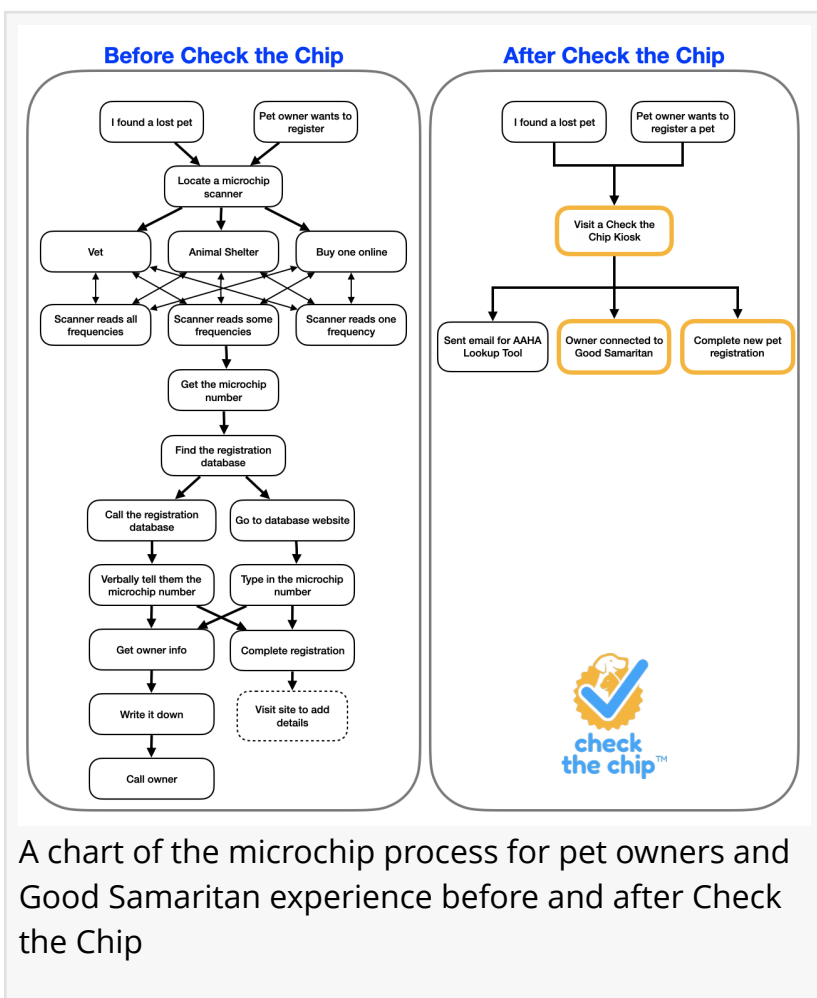 Before Check the Chip
I found a lost pet
Pet owner wants to
register
Locate a microchip
scanner
Vet
Animal Shelter
Buy one online
Scanner reads all
frequencies
Scanner reads some
frequencies
Scanner reads one
frequency
Get the microchip
number
Find the registration
database
Call the registration
database
Go to database website
Verbally tell them the
microchip number
Type in the microchip
number
Get owner info
Complete registration
Write it down
Visit site to add
details
Call owner
After Check the Chip
I found a lost pet
Pet owner wants to
register a pet
Visit a Check the
Chip Kiosk
Sent email for AAHA
Lookup Tool
Owner connected to
Good Samaritan
Complete new pet
registration
check
the chip™
A chart of the microchip process for pet owners and
Good Samaritan experience before and after Check
the Chip